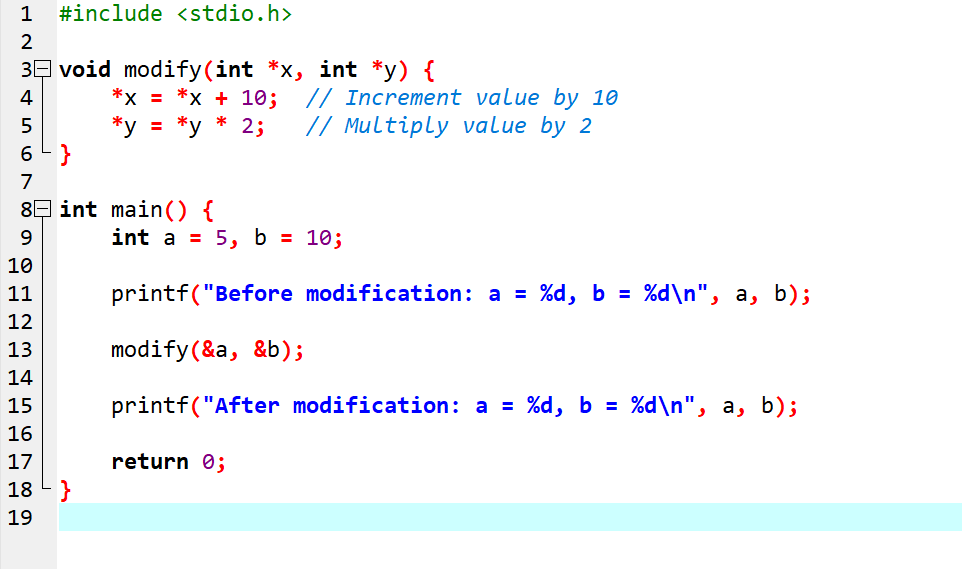 1 #include <stdio.h>
2
3 void modify(int *x, int *y) {
4     *x = *x + 10;  // Increment value by 10
5     *y = *y * 2;   // Multiply value by 2
6 }
7
8 int main() {
9     int a = 5, b = 10;
10
11     printf("Before modification: a = %d, b = %d\n", a, b);
12
13     modify(&a, &b);
14
15     printf("After modification: a = %d, b = %d\n", a, b);
16
17     return 0;
18 }
19